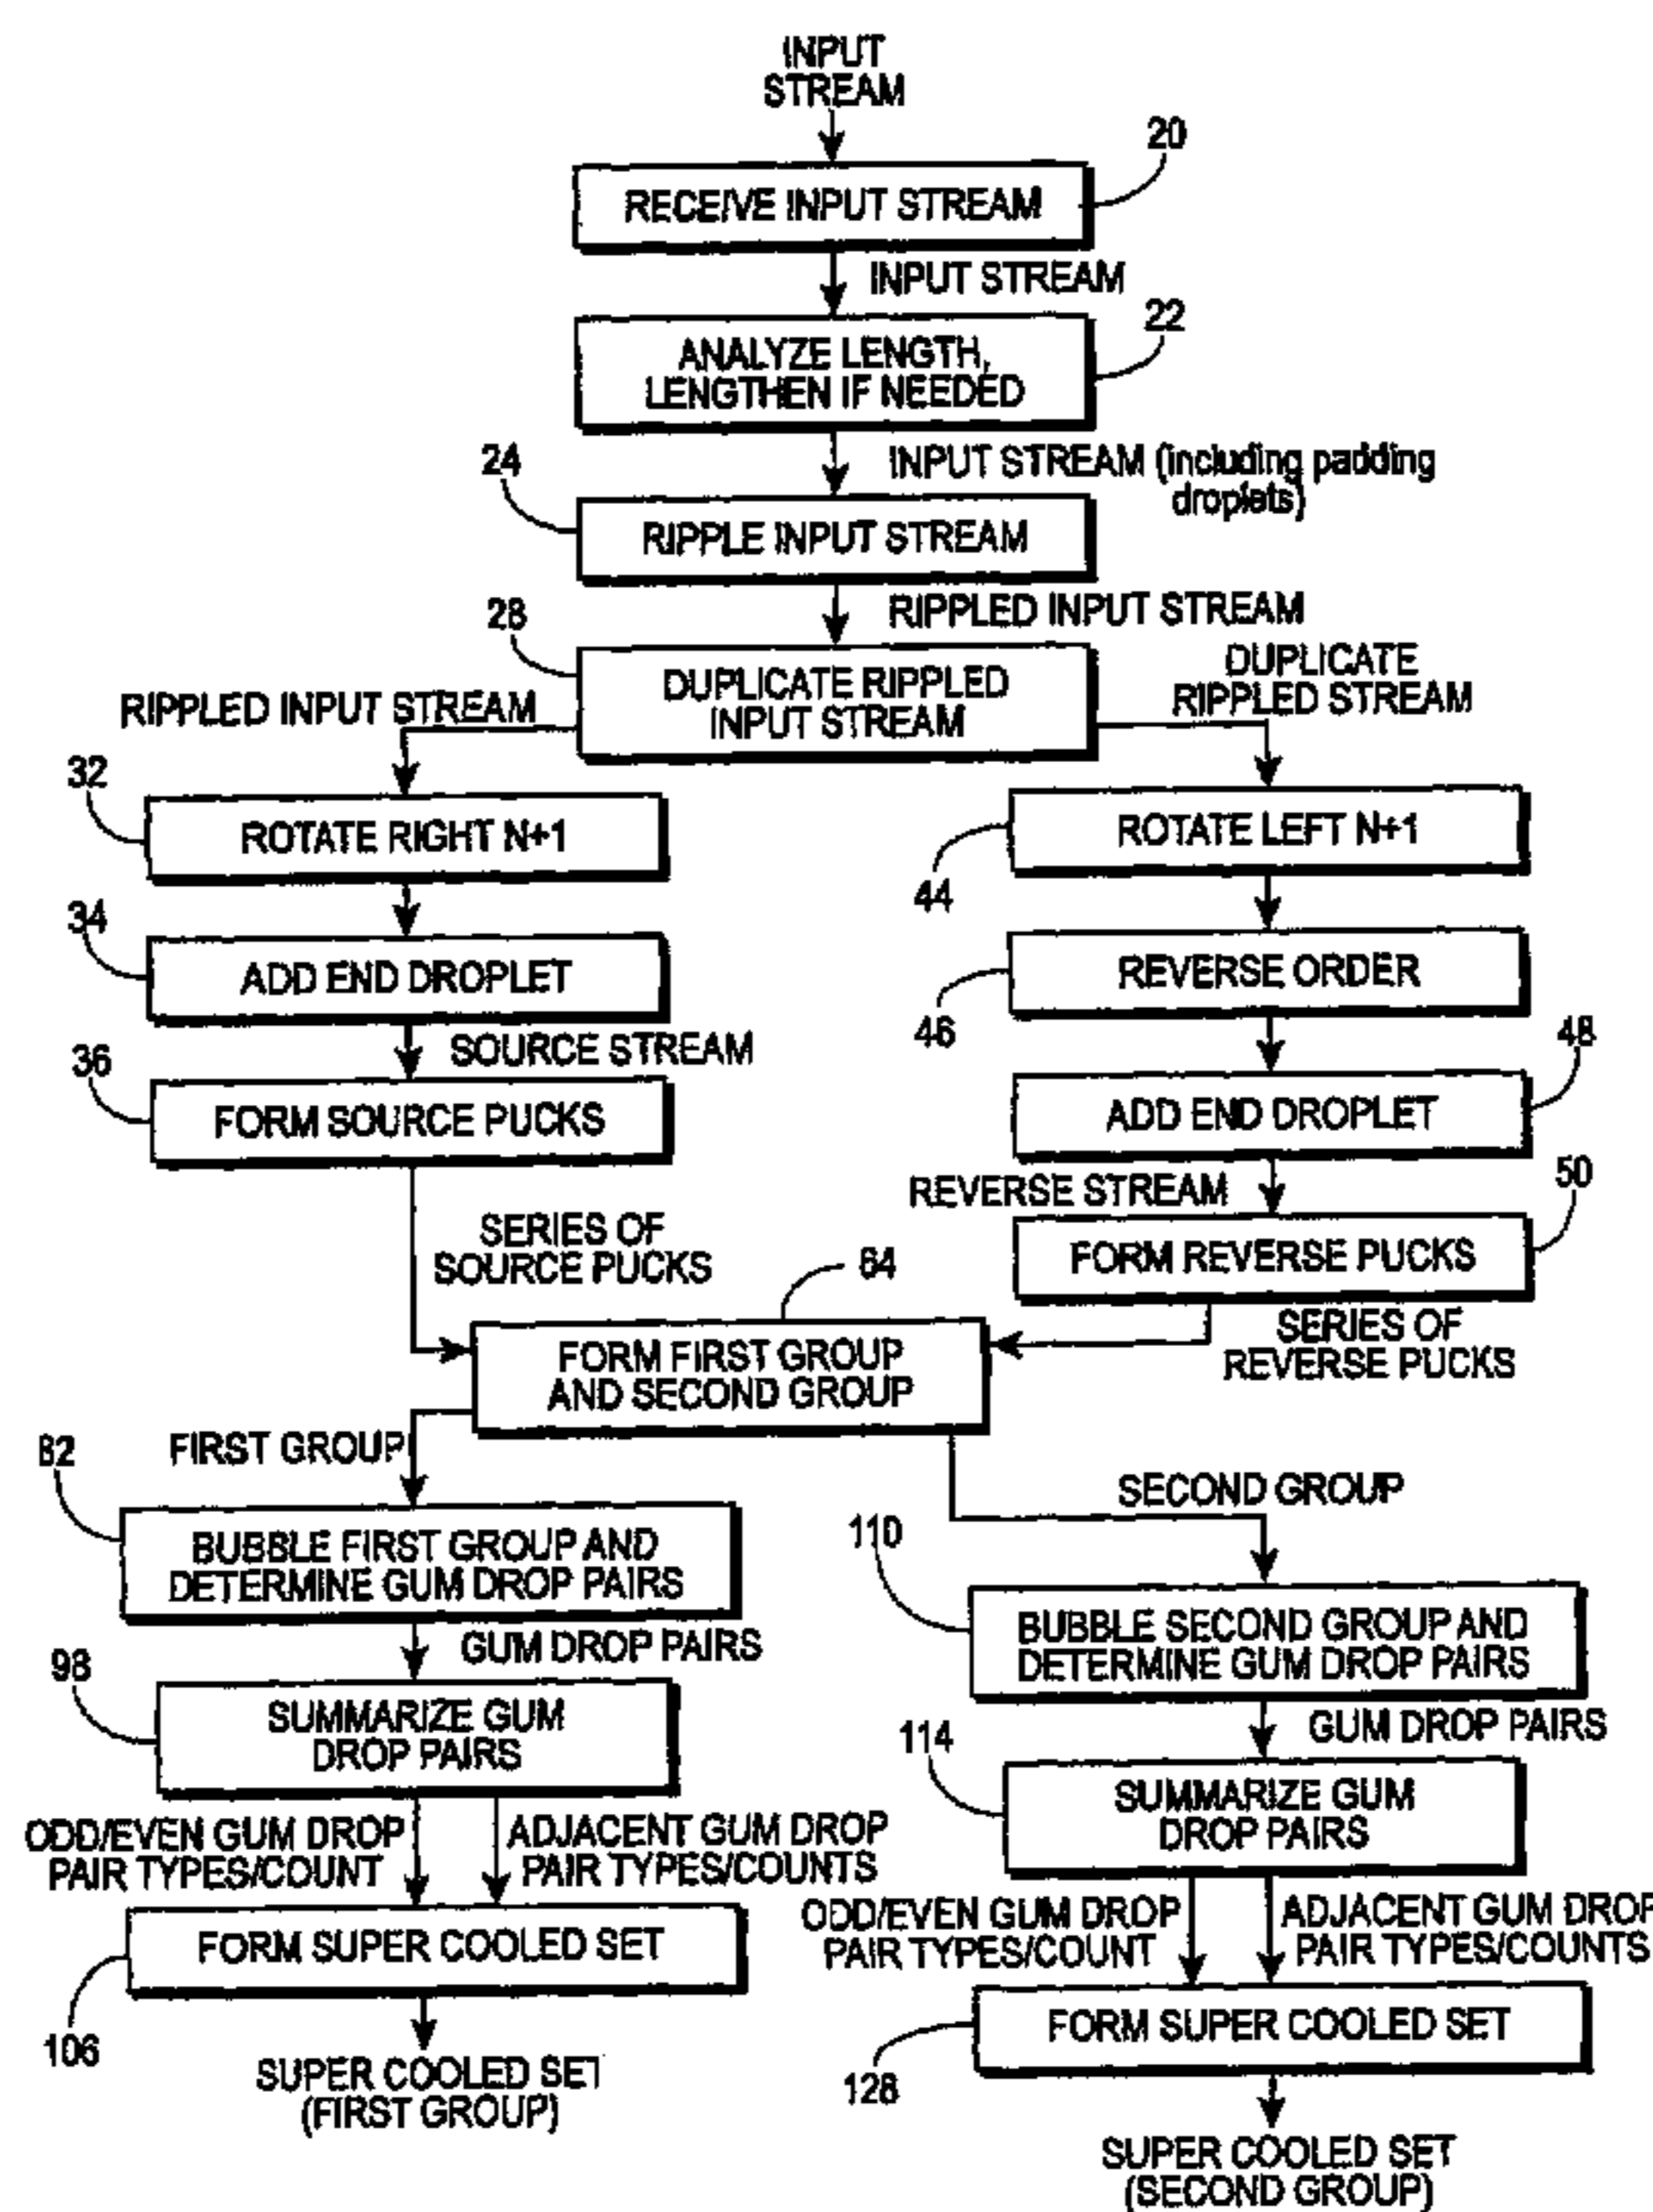 INPUT
STREAM
20
RECEIVE INPUT STREAM
INPUT STREAM
22
ANALYZE LENGTH,
LENGTHEN IF NEEDED
24
INPUT STREAM (including padding
droplets)
RIPPLE INPUT STREAM
28
RIPPLED INPUT STREAM
DUPLICATE RIPPLED
INPUT STREAM
RIPPLED INPUT STREAM
DUPLICATE
RIPPLED STREAM
32
ROTATE RIGHT N+1
ROTATE LEFT N+1
44
34
ADD END DROPLET
REVERSE ORDER
46
SOURCE STREAM
36
FORM SOURCE PUCKS
48
ADD END DROPLET
REVERSE STREAM
50
FORM REVERSE PUCKS
SERIES OF
SOURCE PUCKS
64
SERIES OF
REVERSE PUCKS
FORM FIRST GROUP
AND SECOND GROUP
FIRST GROUP
82
SECOND GROUP
BUBBLE FIRST GROUP AND
DETERMINE GUM DROP PAIRS
110
BUBBLE SECOND GROUP AND
DETERMINE GUM DROP PAIRS
GUM DROP PAIRS
98
SUMMARIZE GUM
DROP PAIRS
GUM DROP PAIRS
114
SUMMARIZE GUM
DROP PAIRS
ODD/EVEN GUM DROP
PAIR TYPES/COUNT
ADJACENT GUM DROP
PAIR TYPES/COUNTS
FORM SUPER COOLED SET
106
ODD/EVEN GUM DROP
PAIR TYPES/COUNT
ADJACENT GUM DROP
PAIR TYPES/COUNTS
FORM SUPER COOLED SET
128
SUPER COOLED SET
(FIRST GROUP)
SUPER COOLED SET
(SECOND GROUP)